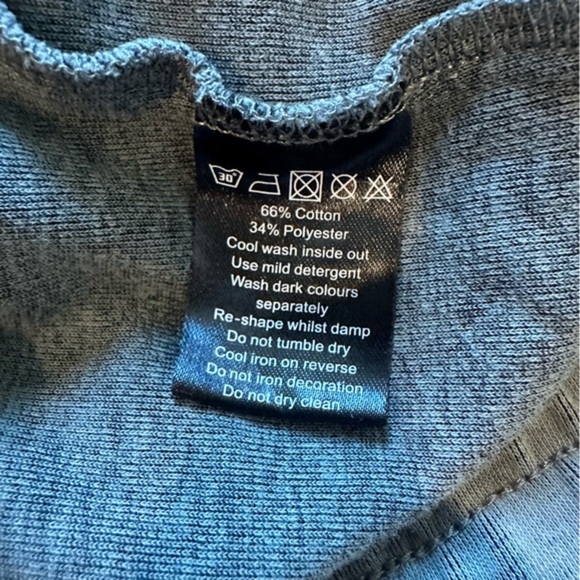 30°
66% Cotton
34% Polyester
Cool wash inside out
Use mild detergent
Wash dark colours
separately
Re-shape whilst damp
Do not tumble dry
Cool iron on reverse
Do not iron decoration
Do not dry clean